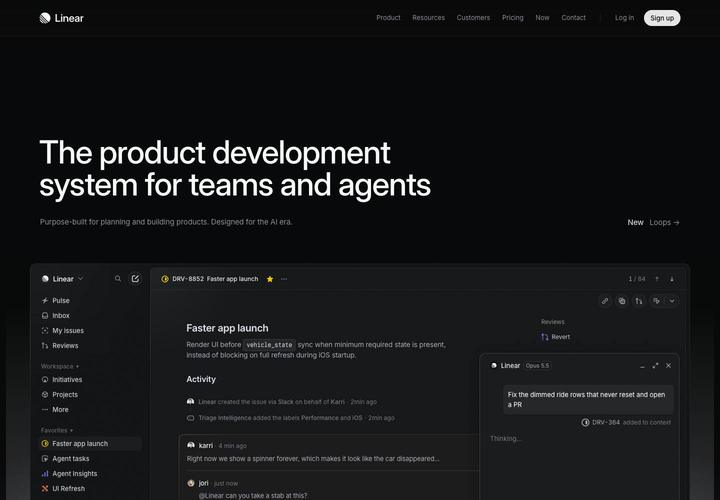 Linear
Product Resources Customers Pricing Now Contact Log in Sign up
The product development
system for teams and agents
Purpose-built for planning and building products. Designed for the AI era.
New Loops →
Linear
Pulse
Inbox
My issues
Reviews
Workspace
Initiatives
Projects
More
Favorites
Faster app launch
Agent tasks
Agent Insights
UI Refresh
DRV-8852 Faster app launch
1 / 84
Faster app launch
Render UI before vehicle_state sync when minimum required state is present,
instead of blocking on full refresh during iOS startup.
Activity
Linear created the issue via Slack on behalf of Karri · 2min ago
Triage Intelligence added the labels Performance and iOS · 2min ago
karri · 4 min ago
Right now we show a spinner forever, which makes it look like the car disappeared...
jori · just now
@Linear can you take a stab at this?
Reviews
Revert
Linear Opus 5.5
Fix the dimmed ride rows that never reset and open
a PR
DRV-364 added to context
Thinking...